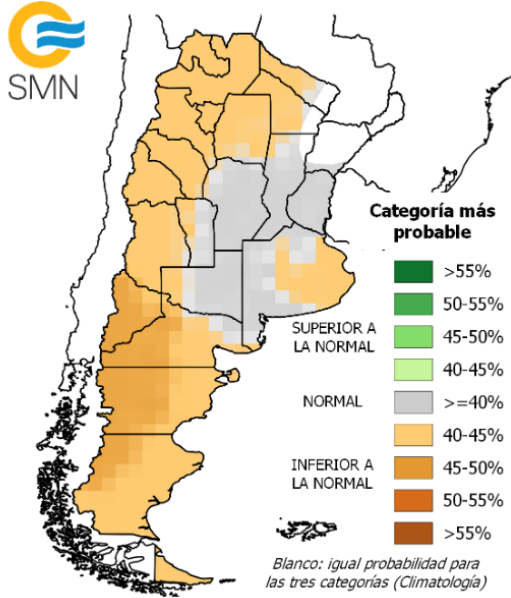 SMN
Categoría más
probable
>55%
50-55%
45-50%
SUPERIOR A
LA NORMAL
40-45%
NORMAL
>=40%
40-45%
INFERIOR A
LA NORMAL
45-50%
50-55%
>55%
Blanco: igual probabilidad para
las tres categorías (Climatología)